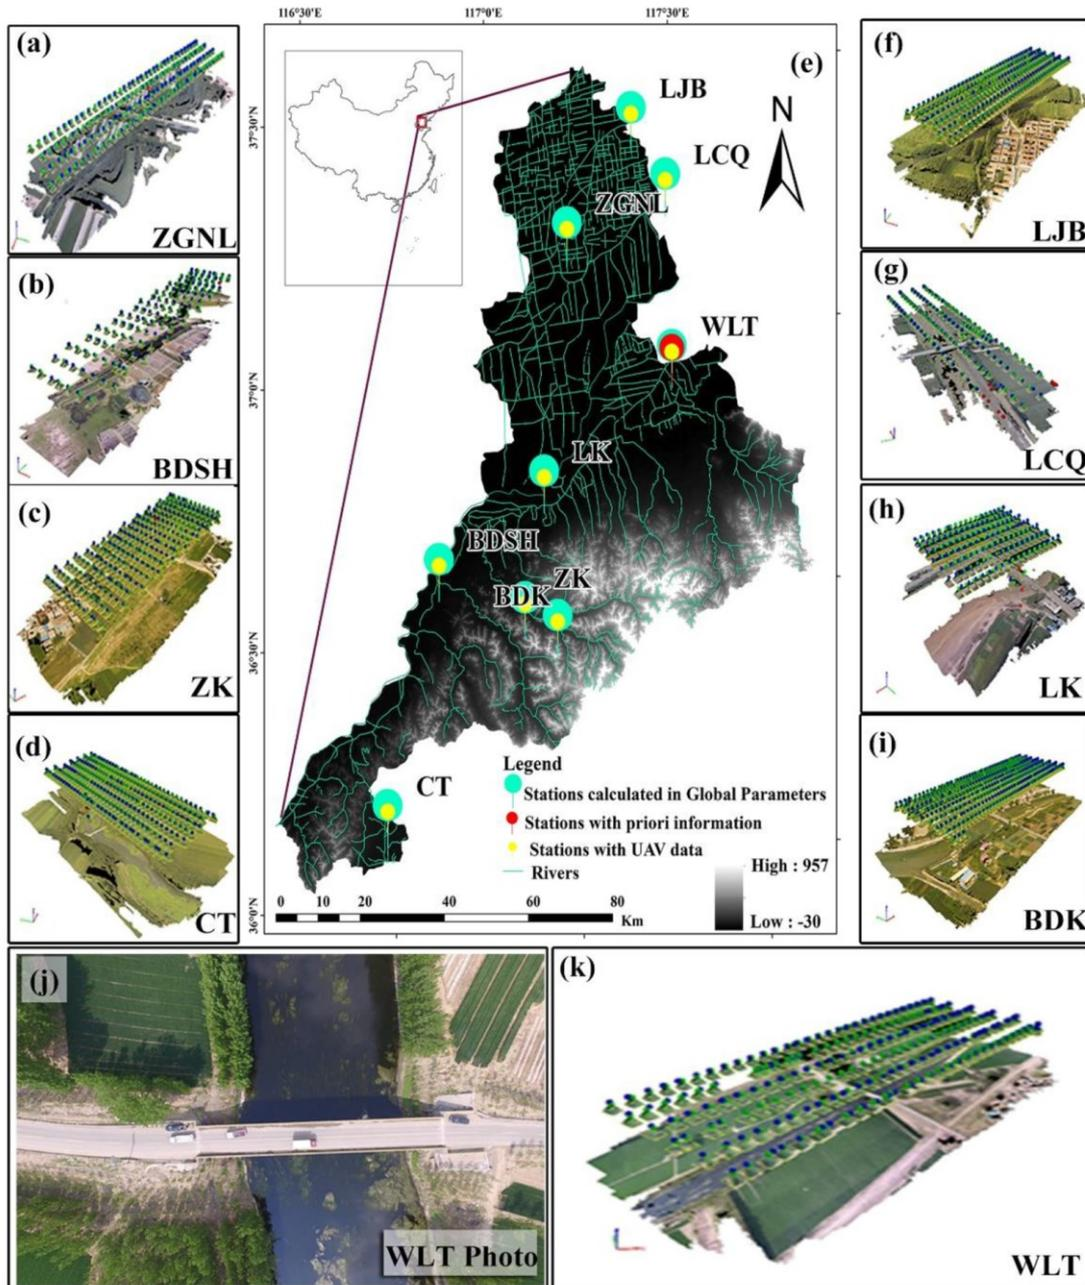 116°30'E
117°0'E
117°30'E
(a)
ZGNL
(b)
BDSH
(c)
ZK
(d)
CT
(e)
N
37°30'N
37°0'N
36°30'N
36°0'N
LJB
LCQ
ZGNL
WLT
LK
BDSH
BDK
ZK
CT
Legend
Stations calculated in Global Parameters
Stations with priori information
Stations with UAV data
Rivers
High : 957
Low : -30
0 10 20 40 60 80
Km
(f)
LJB
(g)
LCQ
(h)
LK
(i)
BDK
(j)
WLT Photo
(k)
WLT